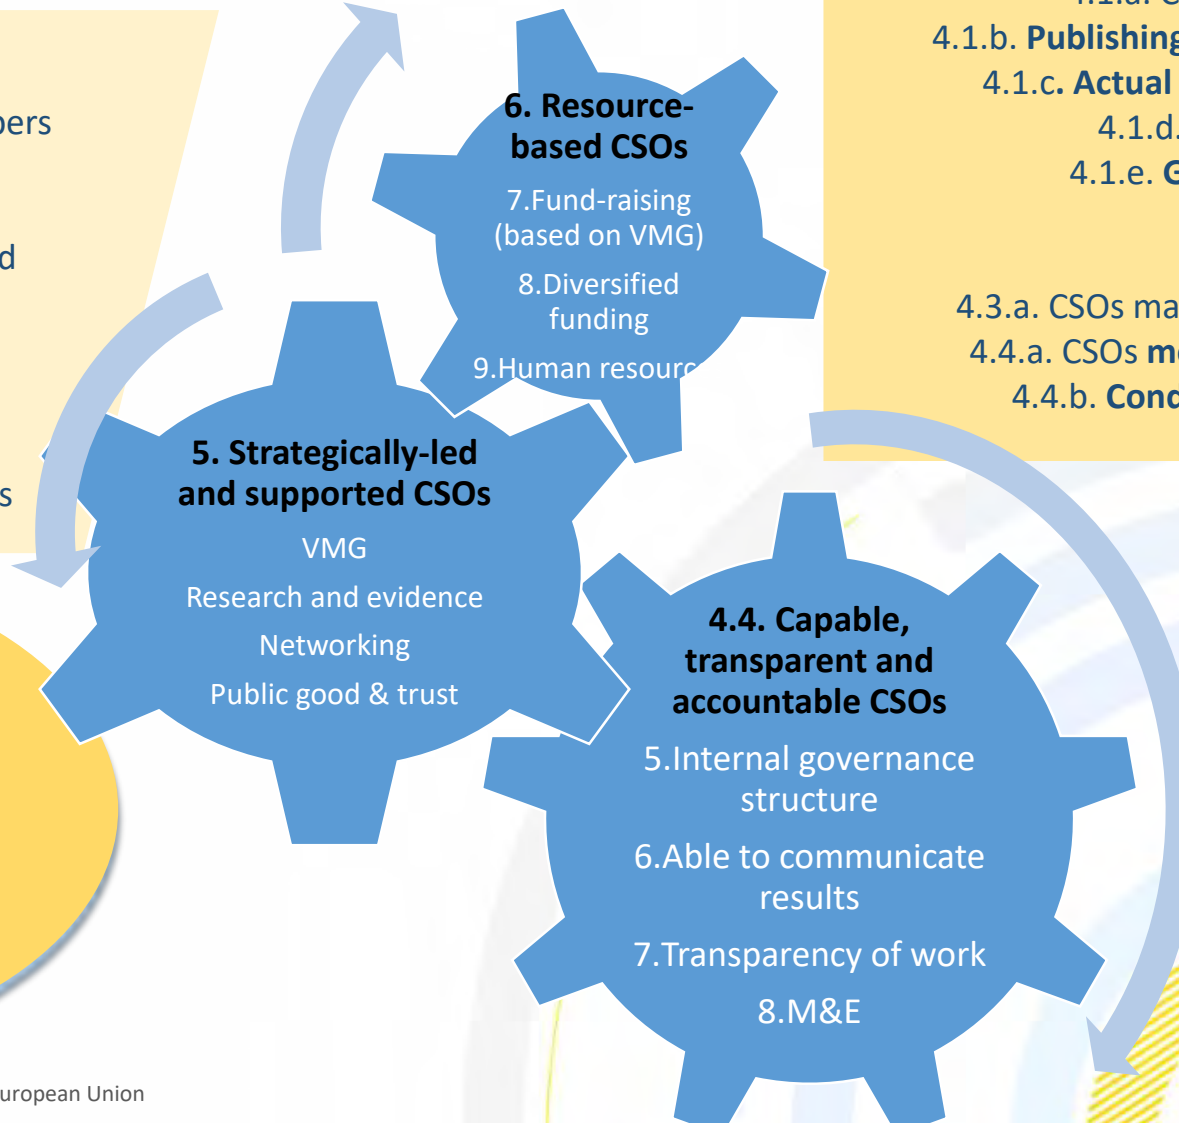 6. Resource-
based CSOs
7.Fund-raising
(based on VMG)
8.Diversified
funding
9.Human resourc
5. Strategically-led
and supported CSOs
VMG
Research and evidence
Networking
Public good & trust
4.4. Capable,
transparent and
accountable CSOs
5.Internal governance
structure
6.Able to communicate
results
7.Transparency of work
8.M&E
4.1.b. Publishing
4.1.c. Actual
4.1.d.
4.1.e. G
4.3.a. CSOs ma
4.4.a. CSOs m
4.4.b. Cond
pers
d
s
uropean Union